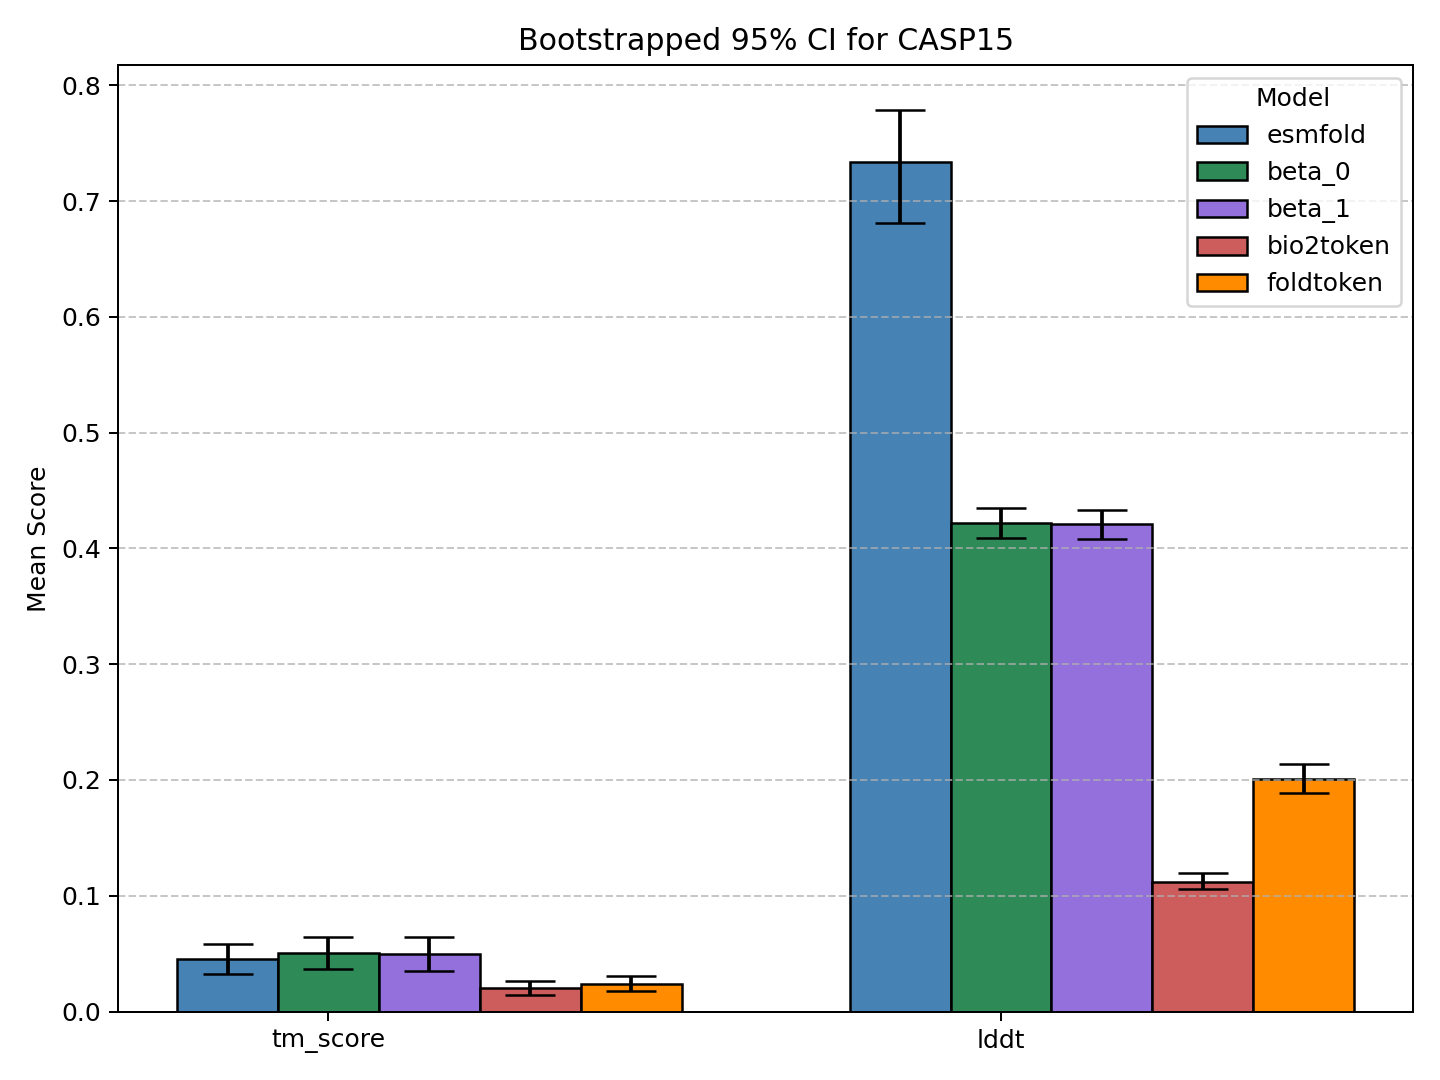 Bootstrapped 95% CI for CASP15
Model
esmfold
beta_0
beta_1
bio2token
foldtoken
Mean Score
0.8
0.7
0.6
0.5
0.4
0.3
0.2
0.1
0.0
tm_score
lddt